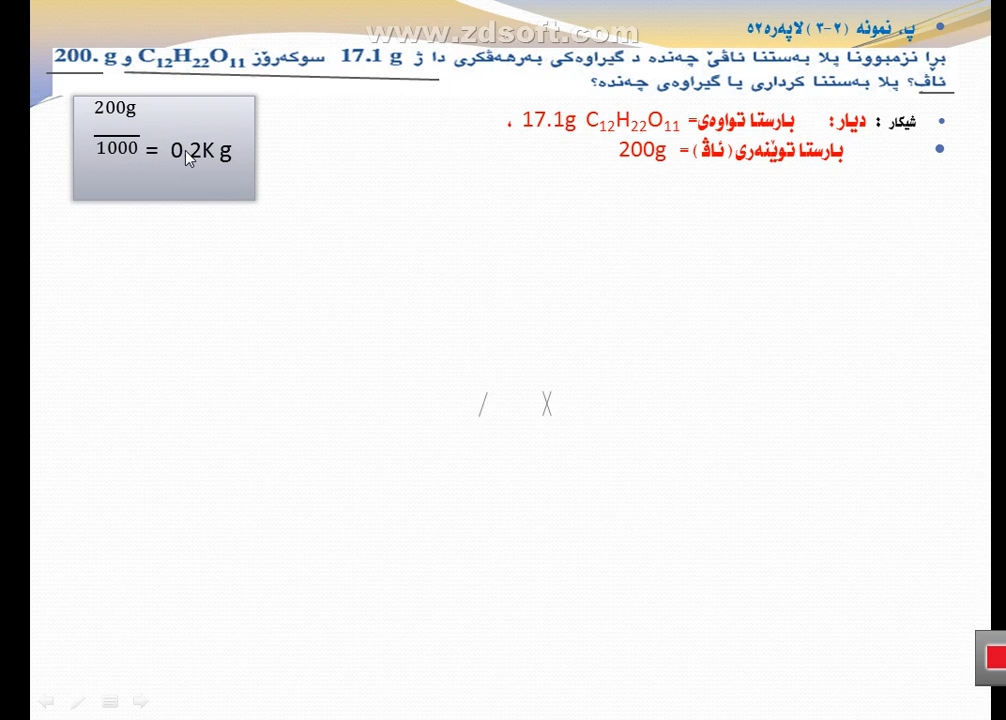 www.zdsoft.com
• پ. نمونە (٢-٣) لاپەرە ٥٢
بڕا نزمبوونا پلا بەستنا ئاڤێ چەندە د گیراوەکی بەرهەڤکری دا ژ 17.1 g سوکەرۆز C12H22O11 و 200. g
ئاڤ؟ پلا بەستنا کرداری یا گیراوەی چەندە؟
• شیکار : دیار: بارستا تواوەی= 17.1g C12H22O11 ،
• بارستا توێنەری(ئاڤ)= 200g
200g
1000 = 0.2K g
/ X